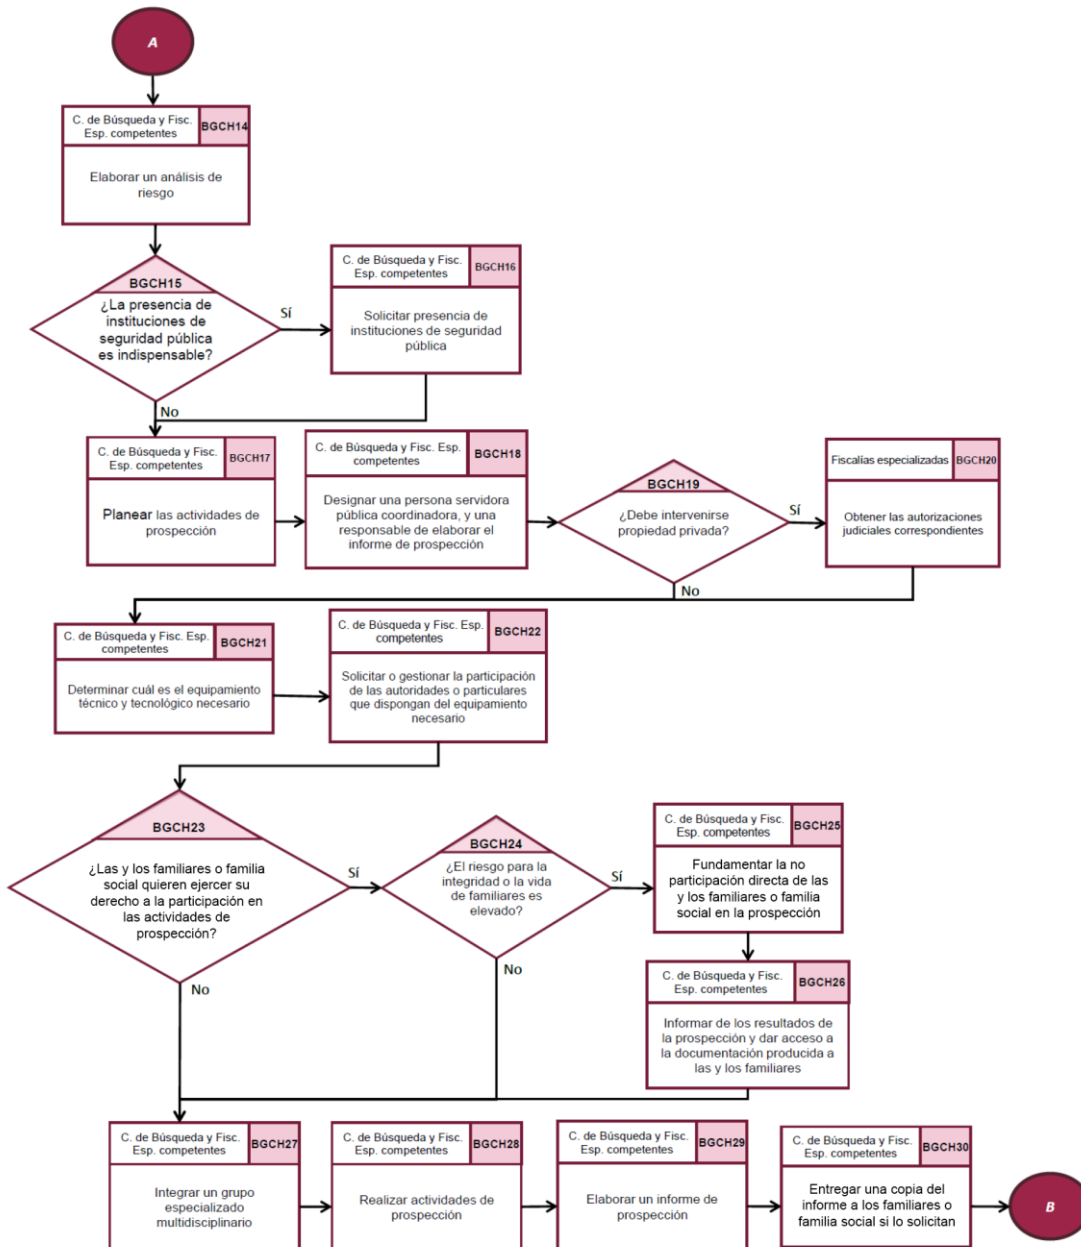 A
C. de Búsqueda y Fisc.
Esp. competentes
BGCH14
Elaborar un análisis de
riesgo
BGCH15
¿La presencia de
instituciones de
seguridad pública
es indispensable?
Sí
C. de Búsqueda y Fisc.
Esp. competentes
BGCH16
Solicitar presencia de
instituciones de seguridad
pública
No
C. de Búsqueda y Fisc.
Esp. competentes
BGCH17
Planear las actividades de
prospección
C. de Búsqueda y Fisc. Esp.
competentes
BGCH18
Designar una persona servidora
pública coordinadora, y una
responsable de elaborar el
informe de prospección
BGCH19
¿Debe intervenirse
propiedad privada?
Sí
Fiscalías especializadas
BGCH20
Obtener las autorizaciones
judiciales correspondientes
No
C. de Búsqueda y Fisc. Esp.
competentes
BGCH21
Determinar cuál es el equipamiento
técnico y tecnológico necesario
C. de Búsqueda y Fisc. Esp.
competentes
BGCH22
Solicitar o gestionar la participación
de las autoridades o particulares
que dispongan del equipamiento
necesario
BGCH23
¿Las y los familiares o familia
social quieren ejercer su
derecho a la participación en
las actividades de
prospección?
Sí
BGCH24
¿El riesgo para la
integridad o la vida
de familiares es
elevado?
Sí
C. de Búsqueda y Fisc.
Esp. competentes
BGCH25
Fundamentar la no
participación directa de las
y los familiares o familia
social en la prospección
No
No
C. de Búsqueda y Fisc.
Esp. competentes
BGCH26
Informar de los resultados de
la prospección y dar acceso a
la documentación producida a
las y los familiares
C. de Búsqueda y Fisc.
Esp. competentes
BGCH27
Integrar un grupo
especializado
multidisciplinario
C. de Búsqueda y Fisc.
Esp. competentes
BGCH28
Realizar actividades de
prospección
C. de Búsqueda y Fisc.
Esp. competentes
BGCH29
Elaborar un informe de
prospección
C. de Búsqueda y Fisc.
Esp. competentes
BGCH30
Entregar una copia del
informe a los familiares o
familia social si lo solicitan
B